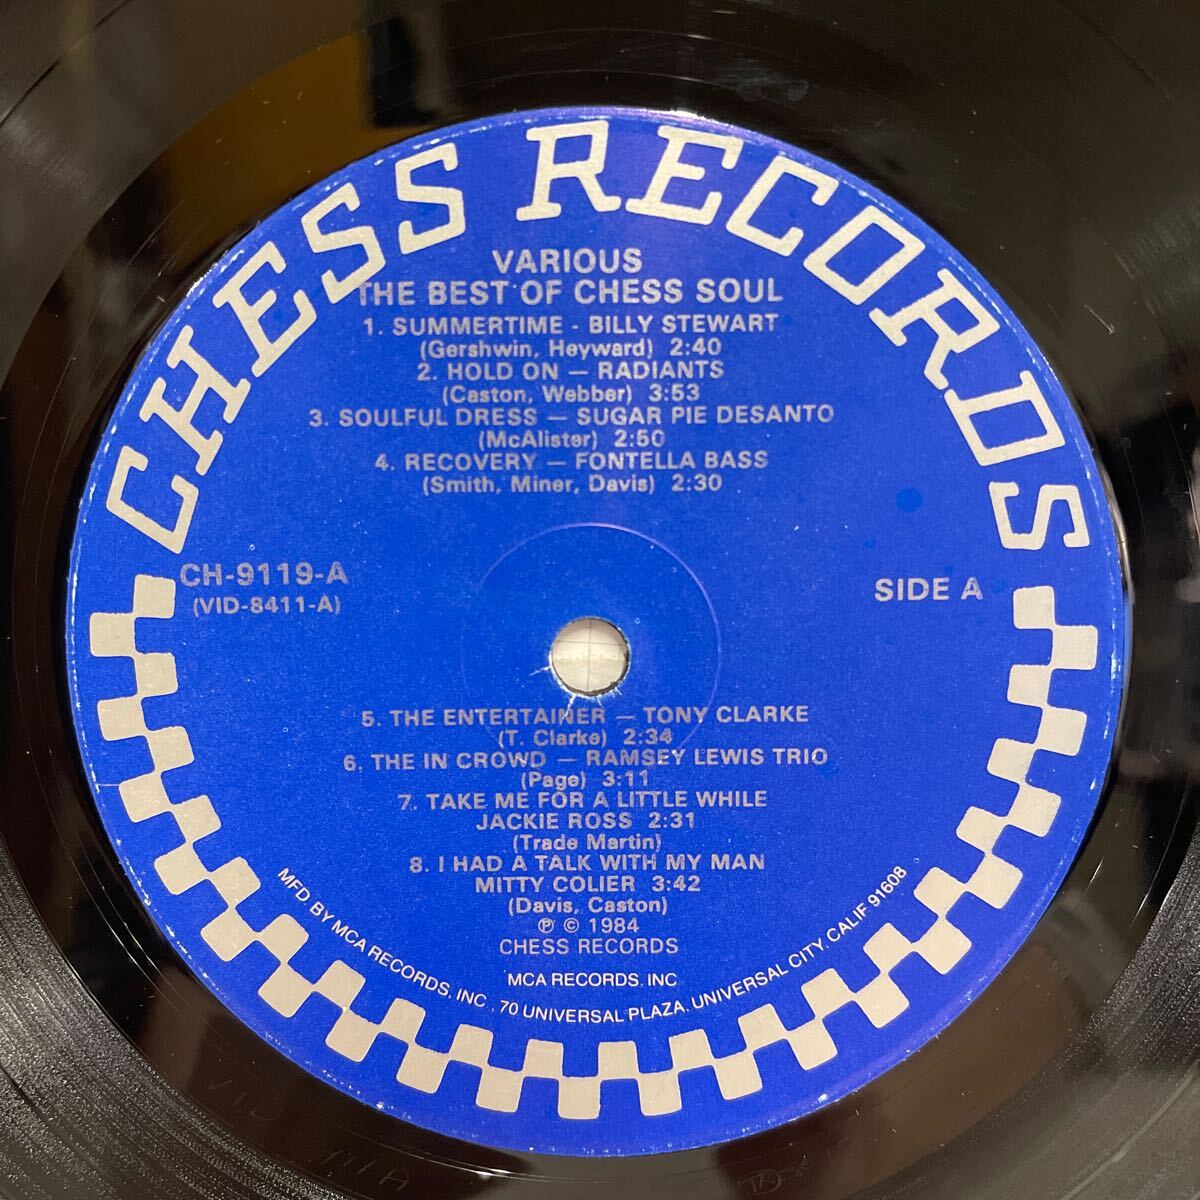 CHESS RECORDS
VARIOUS
THE BEST OF CHESS SOUL
1. SUMMERTIME - BILLY STEWART
(Gershwin, Heyward) 2:40
2. HOLD ON — RADIANTS
(Caston, Webber) 3:53
3. SOULFUL DRESS — SUGAR PIE DESANTO
(McAlister) 2:50
4. RECOVERY — FONTELLA BASS
(Smith, Miner, Davis) 2:30
CH-9119-A
(VID-8411-A)
SIDE A
5. THE ENTERTAINER — TONY CLARKE
(T. Clarke) 2:34
6. THE IN CROWD — RAMSEY LEWIS TRIO
(Page) 3:11
7. TAKE ME FOR A LITTLE WHILE
JACKIE ROSS 2:31
(Trade Martin)
8. I HAD A TALK WITH MY MAN
MITTY COLIER 3:42
(Davis, Caston)
℗ © 1984
CHESS RECORDS
MCA RECORDS, INC
MFD BY MCA RECORDS, INC., 70 UNIVERSAL PLAZA, UNIVERSAL CITY, CALIF 91608